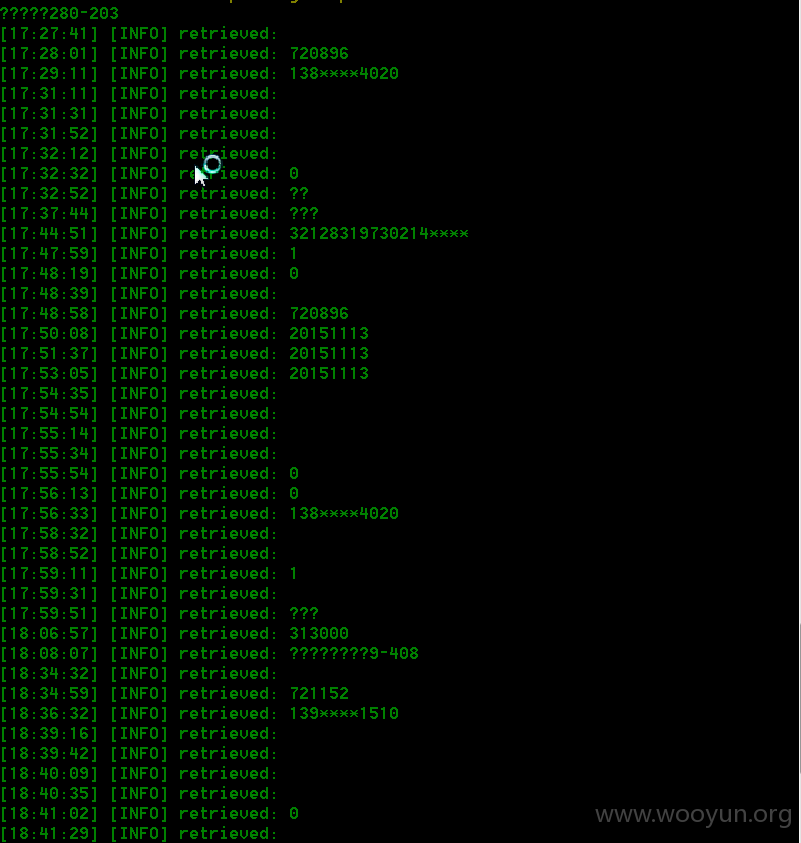 ?????280-203
[17:27:41] [INFO] retrieved:
[17:28:01] [INFO] retrieved: 720896
[17:29:11] [INFO] retrieved: 138××××4020
[17:31:11] [INFO] retrieved:
[17:31:31] [INFO] retrieved:
[17:31:52] [INFO] retrieved:
[17:32:12] [INFO] retrieved:
[17:32:32] [INFO] retrieved: 0
[17:32:52] [INFO] retrieved: ??
[17:37:44] [INFO] retrieved: ???
[17:44:51] [INFO] retrieved: 32128319730214××××
[17:47:59] [INFO] retrieved: 1
[17:48:19] [INFO] retrieved: 0
[17:48:39] [INFO] retrieved:
[17:48:58] [INFO] retrieved: 720896
[17:50:08] [INFO] retrieved: 20151113
[17:51:37] [INFO] retrieved: 20151113
[17:53:05] [INFO] retrieved: 20151113
[17:54:35] [INFO] retrieved:
[17:54:54] [INFO] retrieved:
[17:55:14] [INFO] retrieved:
[17:55:34] [INFO] retrieved:
[17:55:54] [INFO] retrieved: 0
[17:56:13] [INFO] retrieved: 0
[17:56:33] [INFO] retrieved: 138××××4020
[17:58:32] [INFO] retrieved:
[17:58:52] [INFO] retrieved:
[17:59:11] [INFO] retrieved: 1
[17:59:31] [INFO] retrieved:
[17:59:51] [INFO] retrieved: ???
[18:06:57] [INFO] retrieved: 313000
[18:08:07] [INFO] retrieved: ????????9-408
[18:34:32] [INFO] retrieved:
[18:34:59] [INFO] retrieved: 721152
[18:36:32] [INFO] retrieved: 139××××1510
[18:39:16] [INFO] retrieved:
[18:39:42] [INFO] retrieved:
[18:40:09] [INFO] retrieved:
[18:40:35] [INFO] retrieved:
[18:41:02] [INFO] retrieved: 0
[18:41:29] [INFO] retrieved:
www.wooyun.org